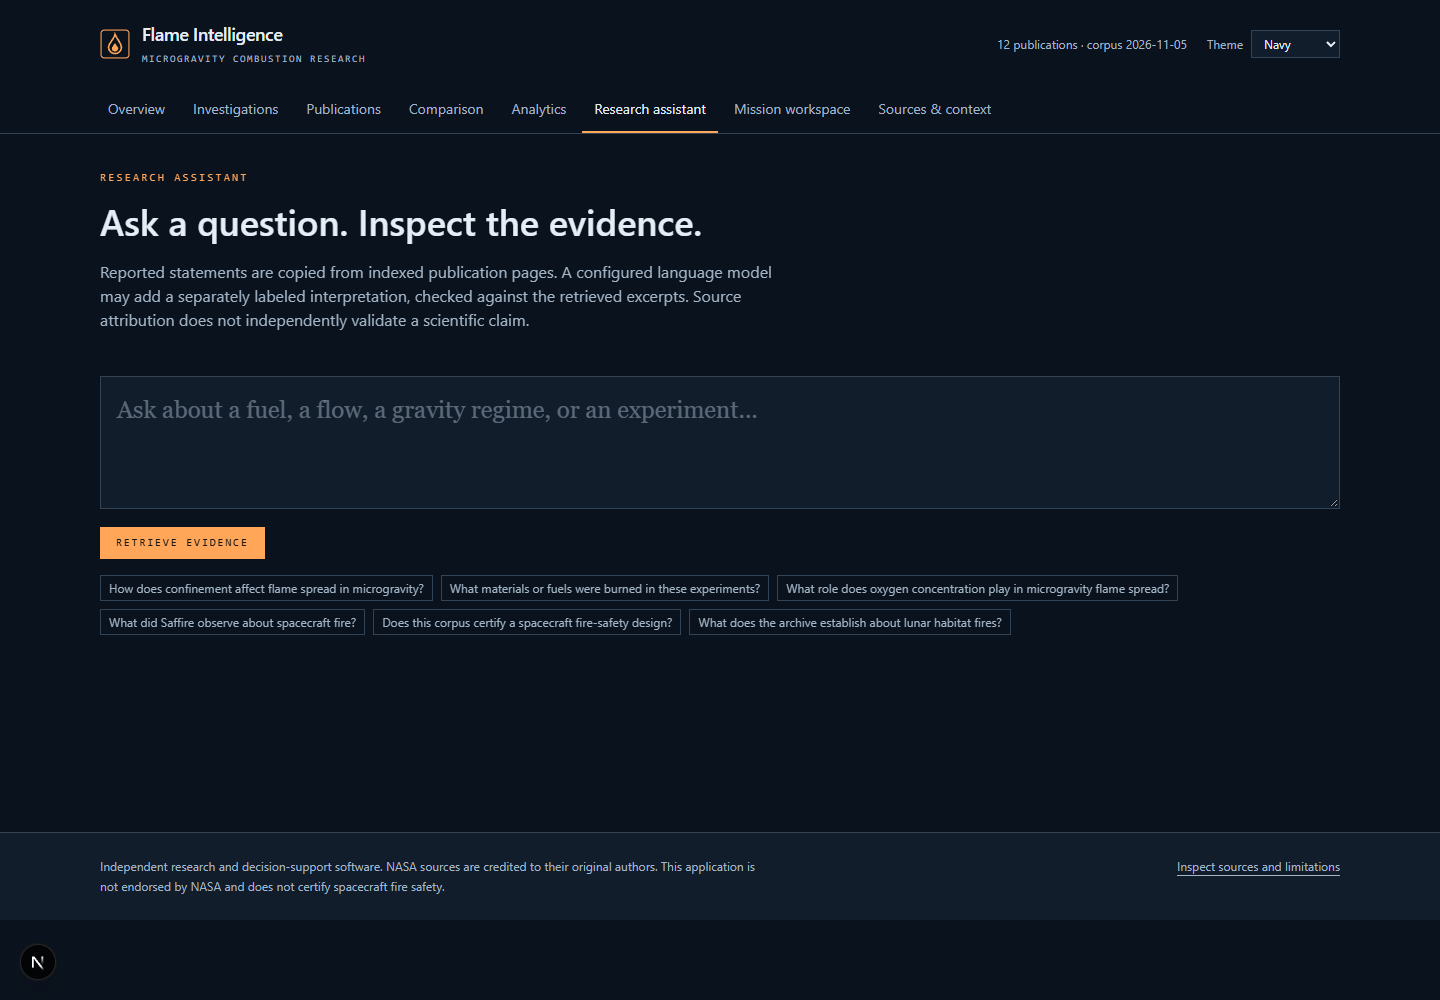 Flame Intelligence
MICROGRAVITY COMBUSTION RESEARCH
12 publications · corpus 2026-11-05
Theme
Navy
Overview
Investigations
Publications
Comparison
Analytics
Research assistant
Mission workspace
Sources & context
RESEARCH ASSISTANT
Ask a question. Inspect the evidence.
Reported statements are copied from indexed publication pages. A configured language model
may add a separately labeled interpretation, checked against the retrieved excerpts. Source
attribution does not independently validate a scientific claim.
Ask about a fuel, a flow, a gravity regime, or an experiment...
RETRIEVE EVIDENCE
How does confinement affect flame spread in microgravity?
What materials or fuels were burned in these experiments?
What role does oxygen concentration play in microgravity flame spread?
What did Saffire observe about spacecraft fire?
Does this corpus certify a spacecraft fire-safety design?
What does the archive establish about lunar habitat fires?
Independent research and decision-support software. NASA sources are credited to their original authors. This application is
not endorsed by NASA and does not certify spacecraft fire safety.
Inspect sources and limitations
N